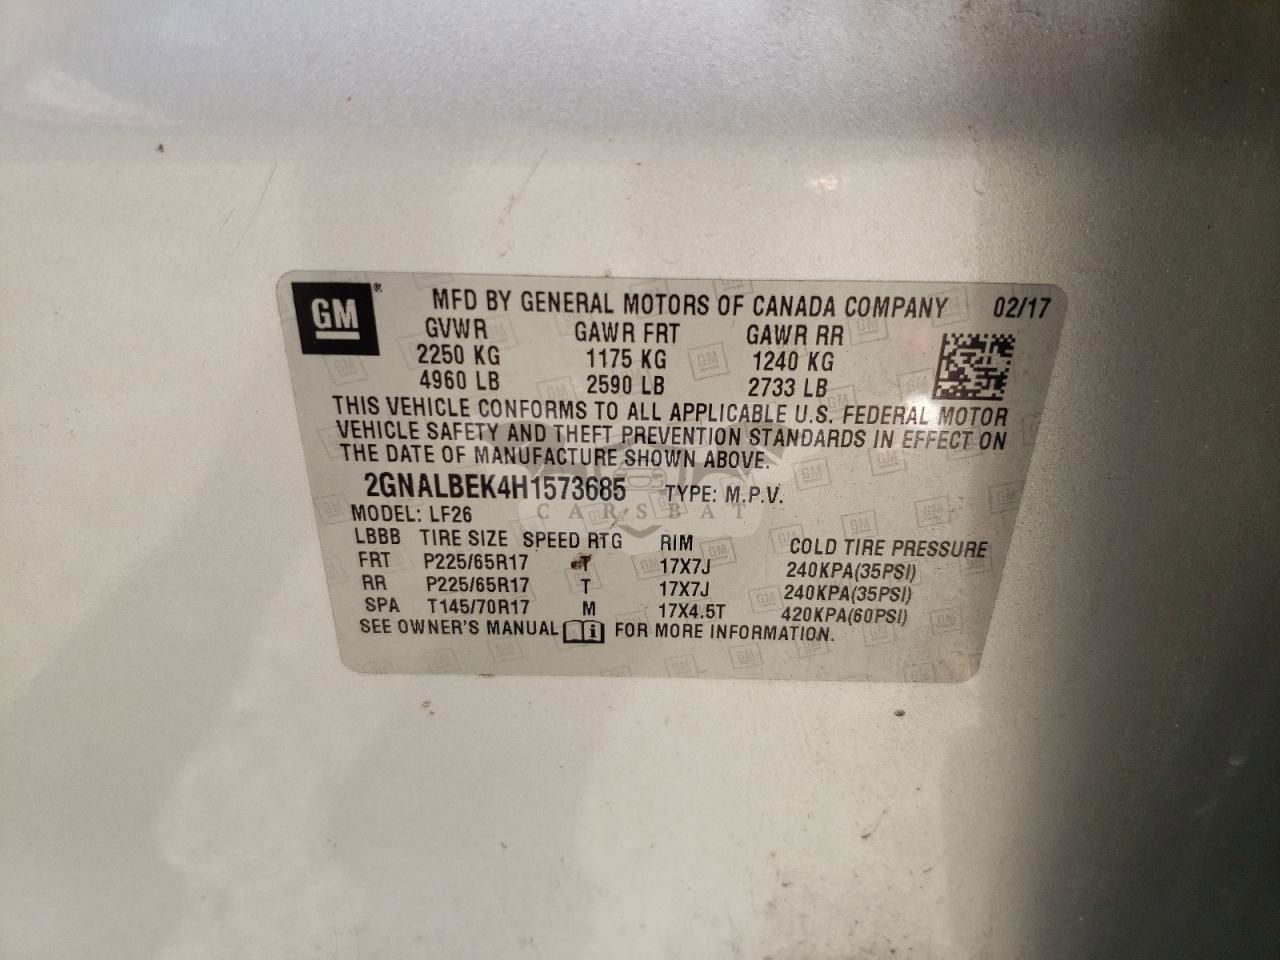 GM® MFD BY GENERAL MOTORS OF CANADA COMPANY 02/17
GVWR GAWR FRT GAWR RR
2250 KG 1175 KG 1240 KG
4960 LB 2590 LB 2733 LB
THIS VEHICLE CONFORMS TO ALL APPLICABLE U.S. FEDERAL MOTOR
VEHICLE SAFETY AND THEFT PREVENTION STANDARDS IN EFFECT ON
THE DATE OF MANUFACTURE SHOWN ABOVE.
2GNALBEK4H1573685 TYPE: M.P.V.
CARSBAT
MODEL: LF26
LBBB TIRE SIZE SPEED RTG RIM COLD TIRE PRESSURE
FRT P225/65R17 T 17X7J 240KPA(35PSI)
RR P225/65R17 T 17X7J 240KPA(35PSI)
SPA T145/70R17 M 17X4.5T 420KPA(60PSI)
SEE OWNER'S MANUAL i FOR MORE INFORMATION.